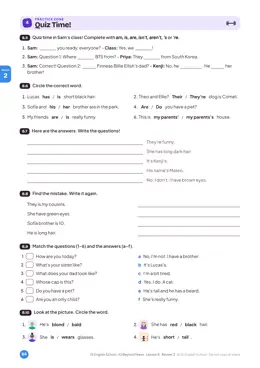 PRACTICE ZONE
Quiz Time!
Quiz time in Sam's class! Complete with am, is, are, isn't, aren't, 's or 're.
1. Sam: ______ you ready, everyone? – Class: Yes, we ______!
2. Sam: Question 1: Where ______ BTS from? – Priya: They ______ from South Korea.
3. Sam: Correct! Question 2: ______ Finneas Billie Eilish's dad? – Kenji: No, he ______. He ______ her
brother!
Circle the correct word.
1. Lucas has / is short black hair.
2. Theo and Ellie? Their / They're dog is Comet.
3. Sofia and his / her brother are in the park.
4. Are / Do you have a pet?
5. My friends are / is really funny.
6. This is my parents' / my parents's house.
Here are the answers. Write the questions!
They're funny.
She has long dark hair.
It's Kenji's.
His name's Mateo.
No, I don't. I have brown eyes.
Find the mistake. Write it again.
They is my cousins.
She have green eyes.
Sofia brother is 10.
He is long hair.
Match the questions (1–6) and the answers (a–f).
1 How are you today?
a No, I'm not. I have a brother.
2 What's your sister like?
b It's Lucas's.
3 What does your dad look like?
c I'm a bit tired.
4 Whose cap is this?
d Yes, I do. A cat.
5 Do you have a pet?
e He's tall and he has a beard.
6 Are you an only child?
f She's really funny.
Look at the picture. Circle the word.
1. He's blond / bald.
2. She has red / black hair.
3. She is / wears glasses.
4. He's short / tall.